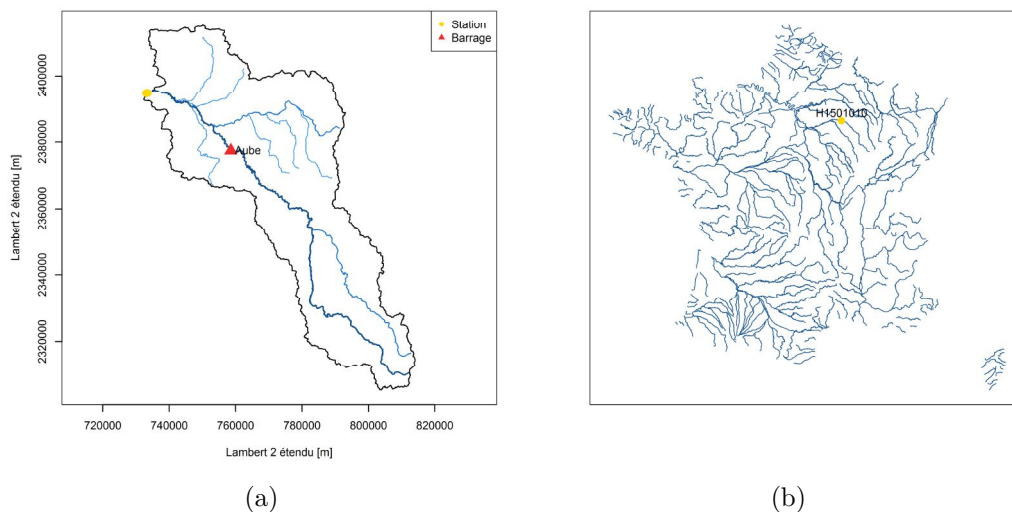 Station
Barrage
2400000
2380000
2360000
2340000
2320000
Lambert 2 étendu [m]
Aube
720000 740000 760000 780000 800000 820000
Lambert 2 étendu [m]
(a)
H1501010
(b)